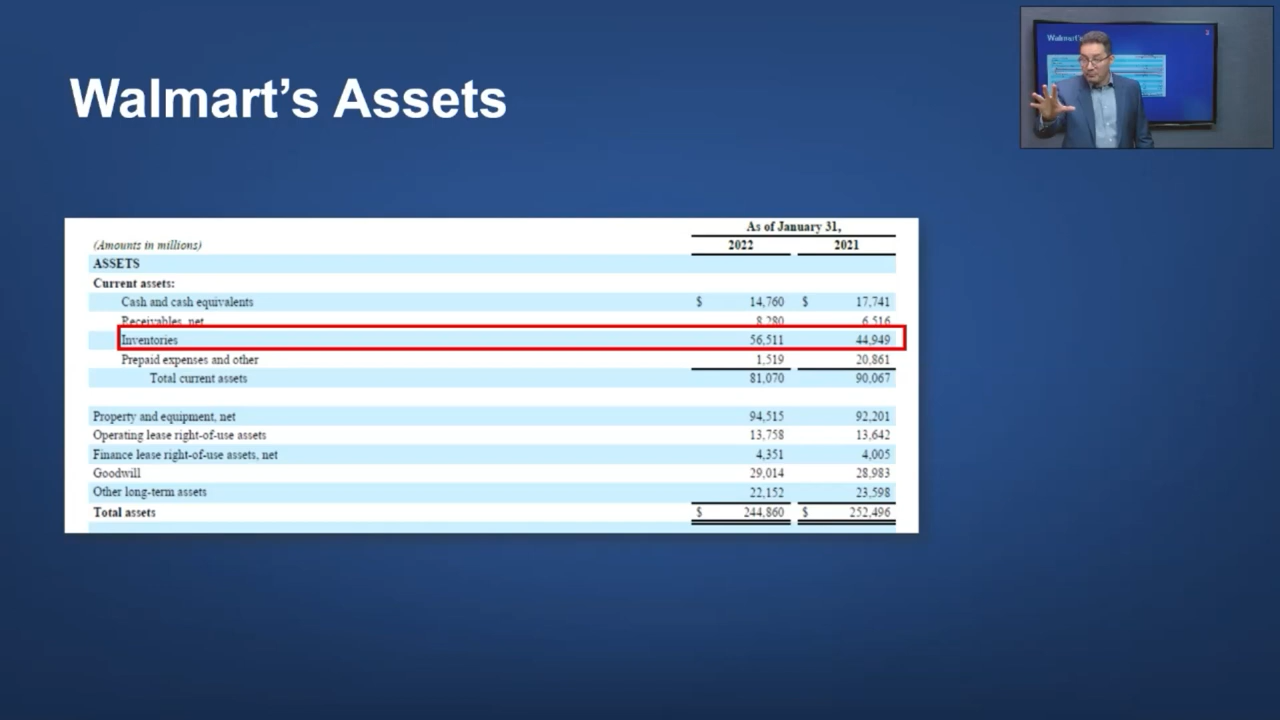 Walmart’s Assets
As of January 31,
(Amounts in millions) 2022 2021
ASSETS
Current assets:
Cash and cash equivalents $ 14,760 $ 17,741
Receivables, net 8,280 6,516
Inventories 56,511 44,949
Prepaid expenses and other 1,519 20,861
Total current assets 81,070 90,067
Property and equipment, net 94,515 92,201
Operating lease right-of-use assets 13,758 13,642
Finance lease right-of-use assets, net 4,351 4,005
Goodwill 29,014 28,983
Other long-term assets 22,152 23,598
Total assets $ 244,860 $ 252,496